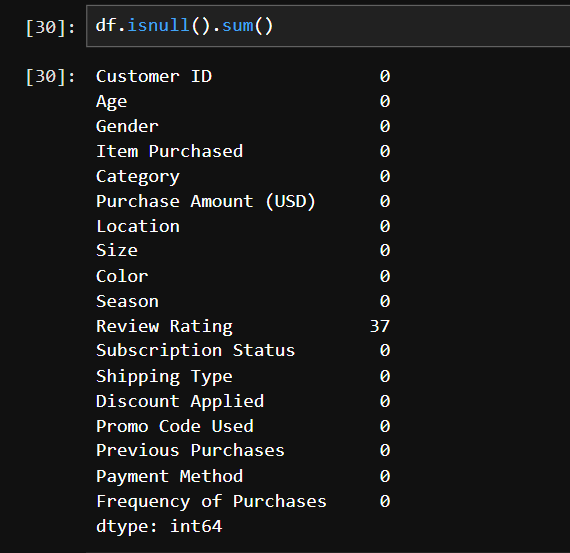 [30]: df.isnull().sum()
[30]: Customer ID 0
Age 0
Gender 0
Item Purchased 0
Category 0
Purchase Amount (USD) 0
Location 0
Size 0
Color 0
Season 0
Review Rating 37
Subscription Status 0
Shipping Type 0
Discount Applied 0
Promo Code Used 0
Previous Purchases 0
Payment Method 0
Frequency of Purchases 0
dtype: int64